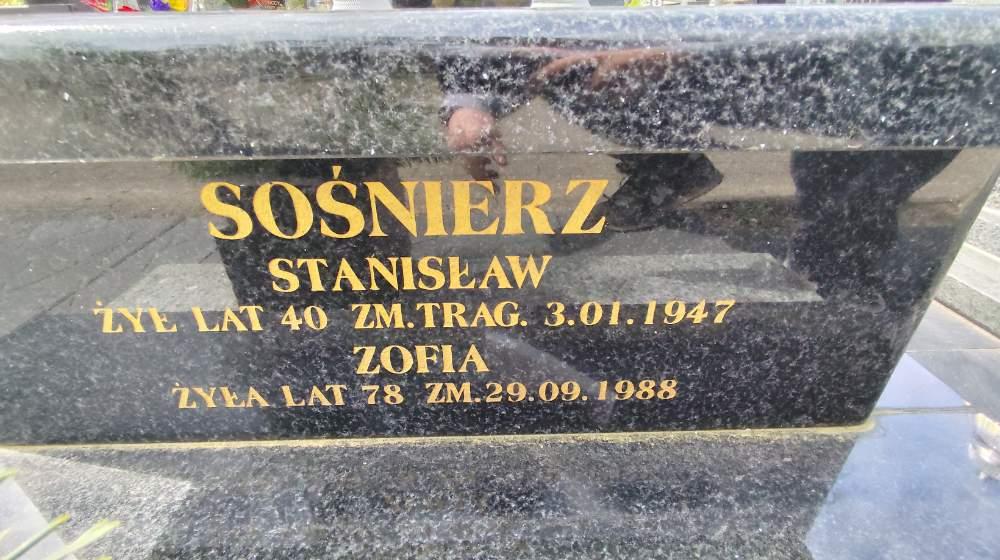 SOŚNIERZ
STANISŁAW
ŻYŁ LAT 40 ZM.TRAG. 3.01.1947
ZOFIA
ŻYŁA LAT 78 ZM.29.09.1988